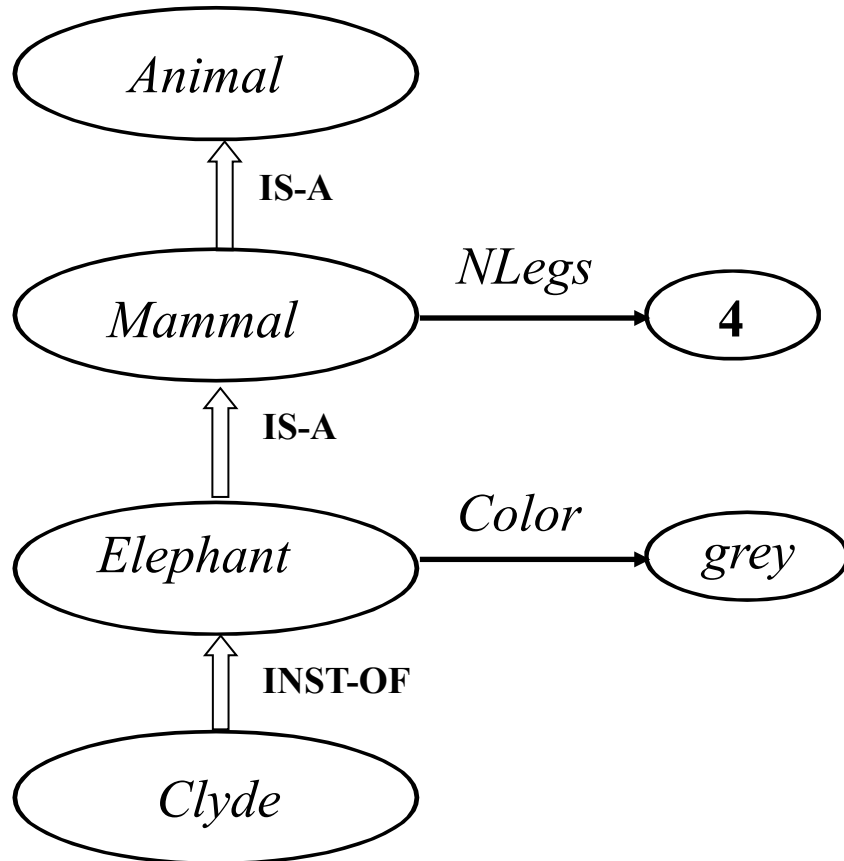 Animal
IS-A
NLegs
Mammal
4
IS-A
Color
Elephant
grey
INST-OF
Clyde